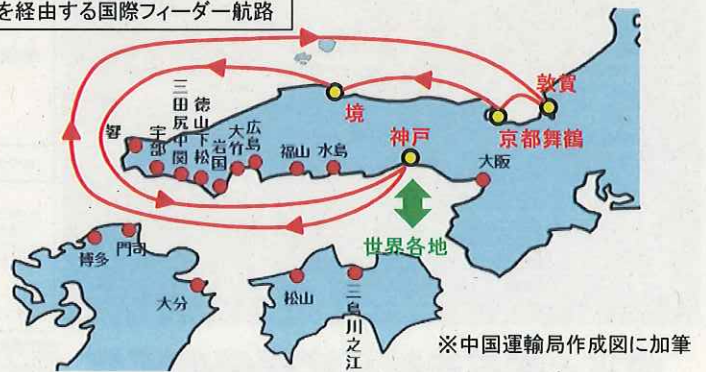 を経由する国際フィーダー航路
敦賀
境
京都舞鶴
神戸
大阪
三田尻中関
徳山下松
宇部
岩国
大竹
広島
福山
水島
世界各地
博多
門司
大分
松山
三島川之江
※中国運輸局作成図に加筆